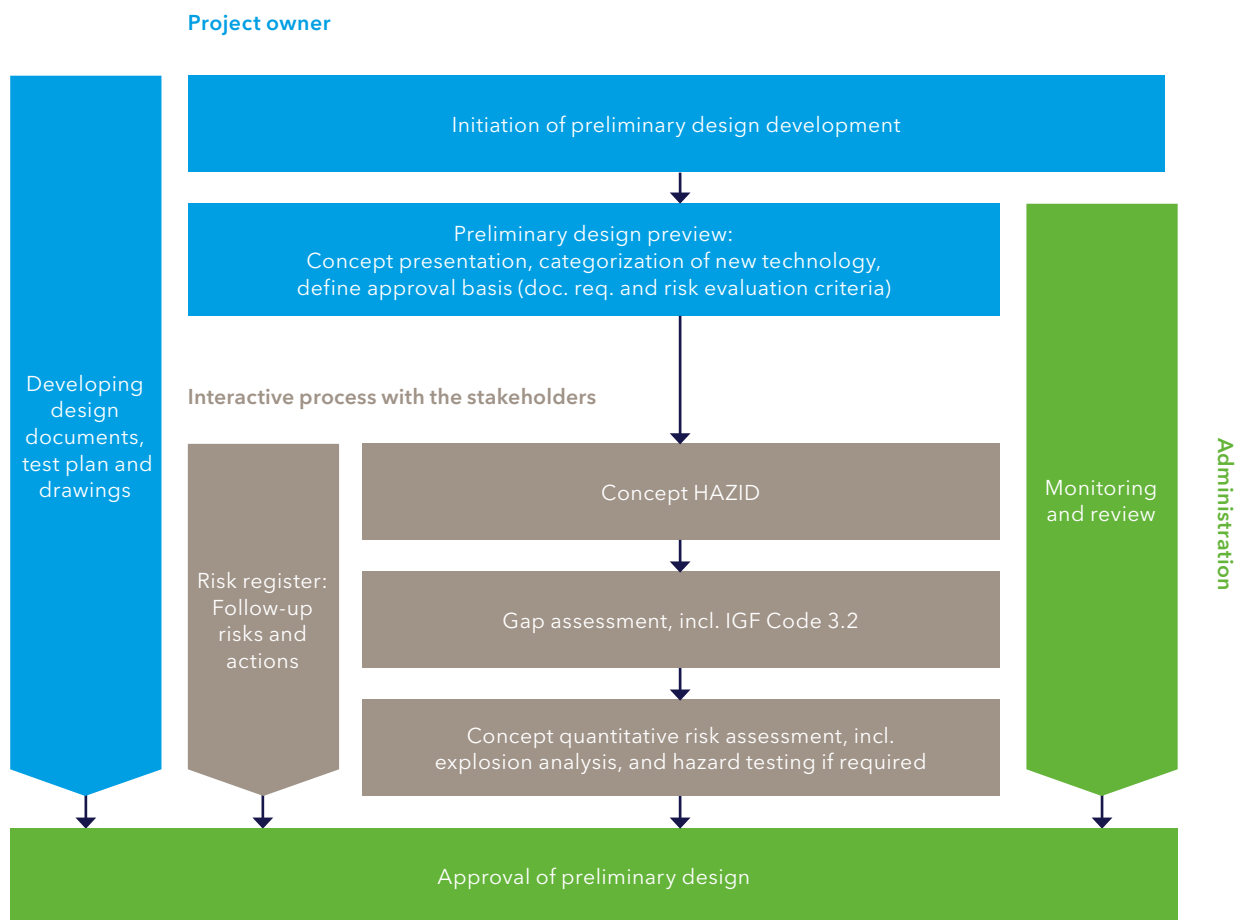 Project owner
Initiation of preliminary design development
Preliminary design preview:
Concept presentation, categorization of new technology,
define approval basis (doc. req. and risk evaluation criteria)
Developing
design
documents,
test plan and
drawings
Interactive process with the stakeholders
Risk register:
Follow-up
risks and
actions
Concept HAZID
Gap assessment, incl. IGF Code 3.2
Concept quantitative risk assessment, incl.
explosion analysis, and hazard testing if required
Monitoring
and review
Administration
Approval of preliminary design